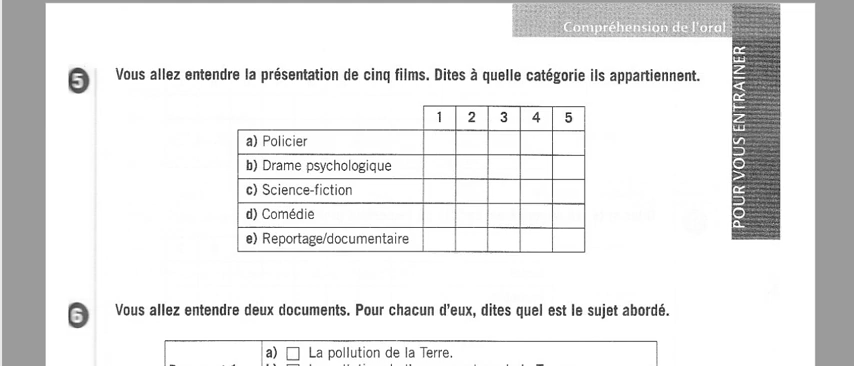 Compréhension de l'oral
POUR VOUS ENTRAINER
5 Vous allez entendre la présentation de cinq films. Dites à quelle catégorie ils appartiennent.
1 2 3 4 5
a) Policier
b) Drame psychologique
c) Science-fiction
d) Comédie
e) Reportage/documentaire
6 Vous allez entendre deux documents. Pour chacun d'eux, dites quel est le sujet abordé.
a) La pollution de la Terre.